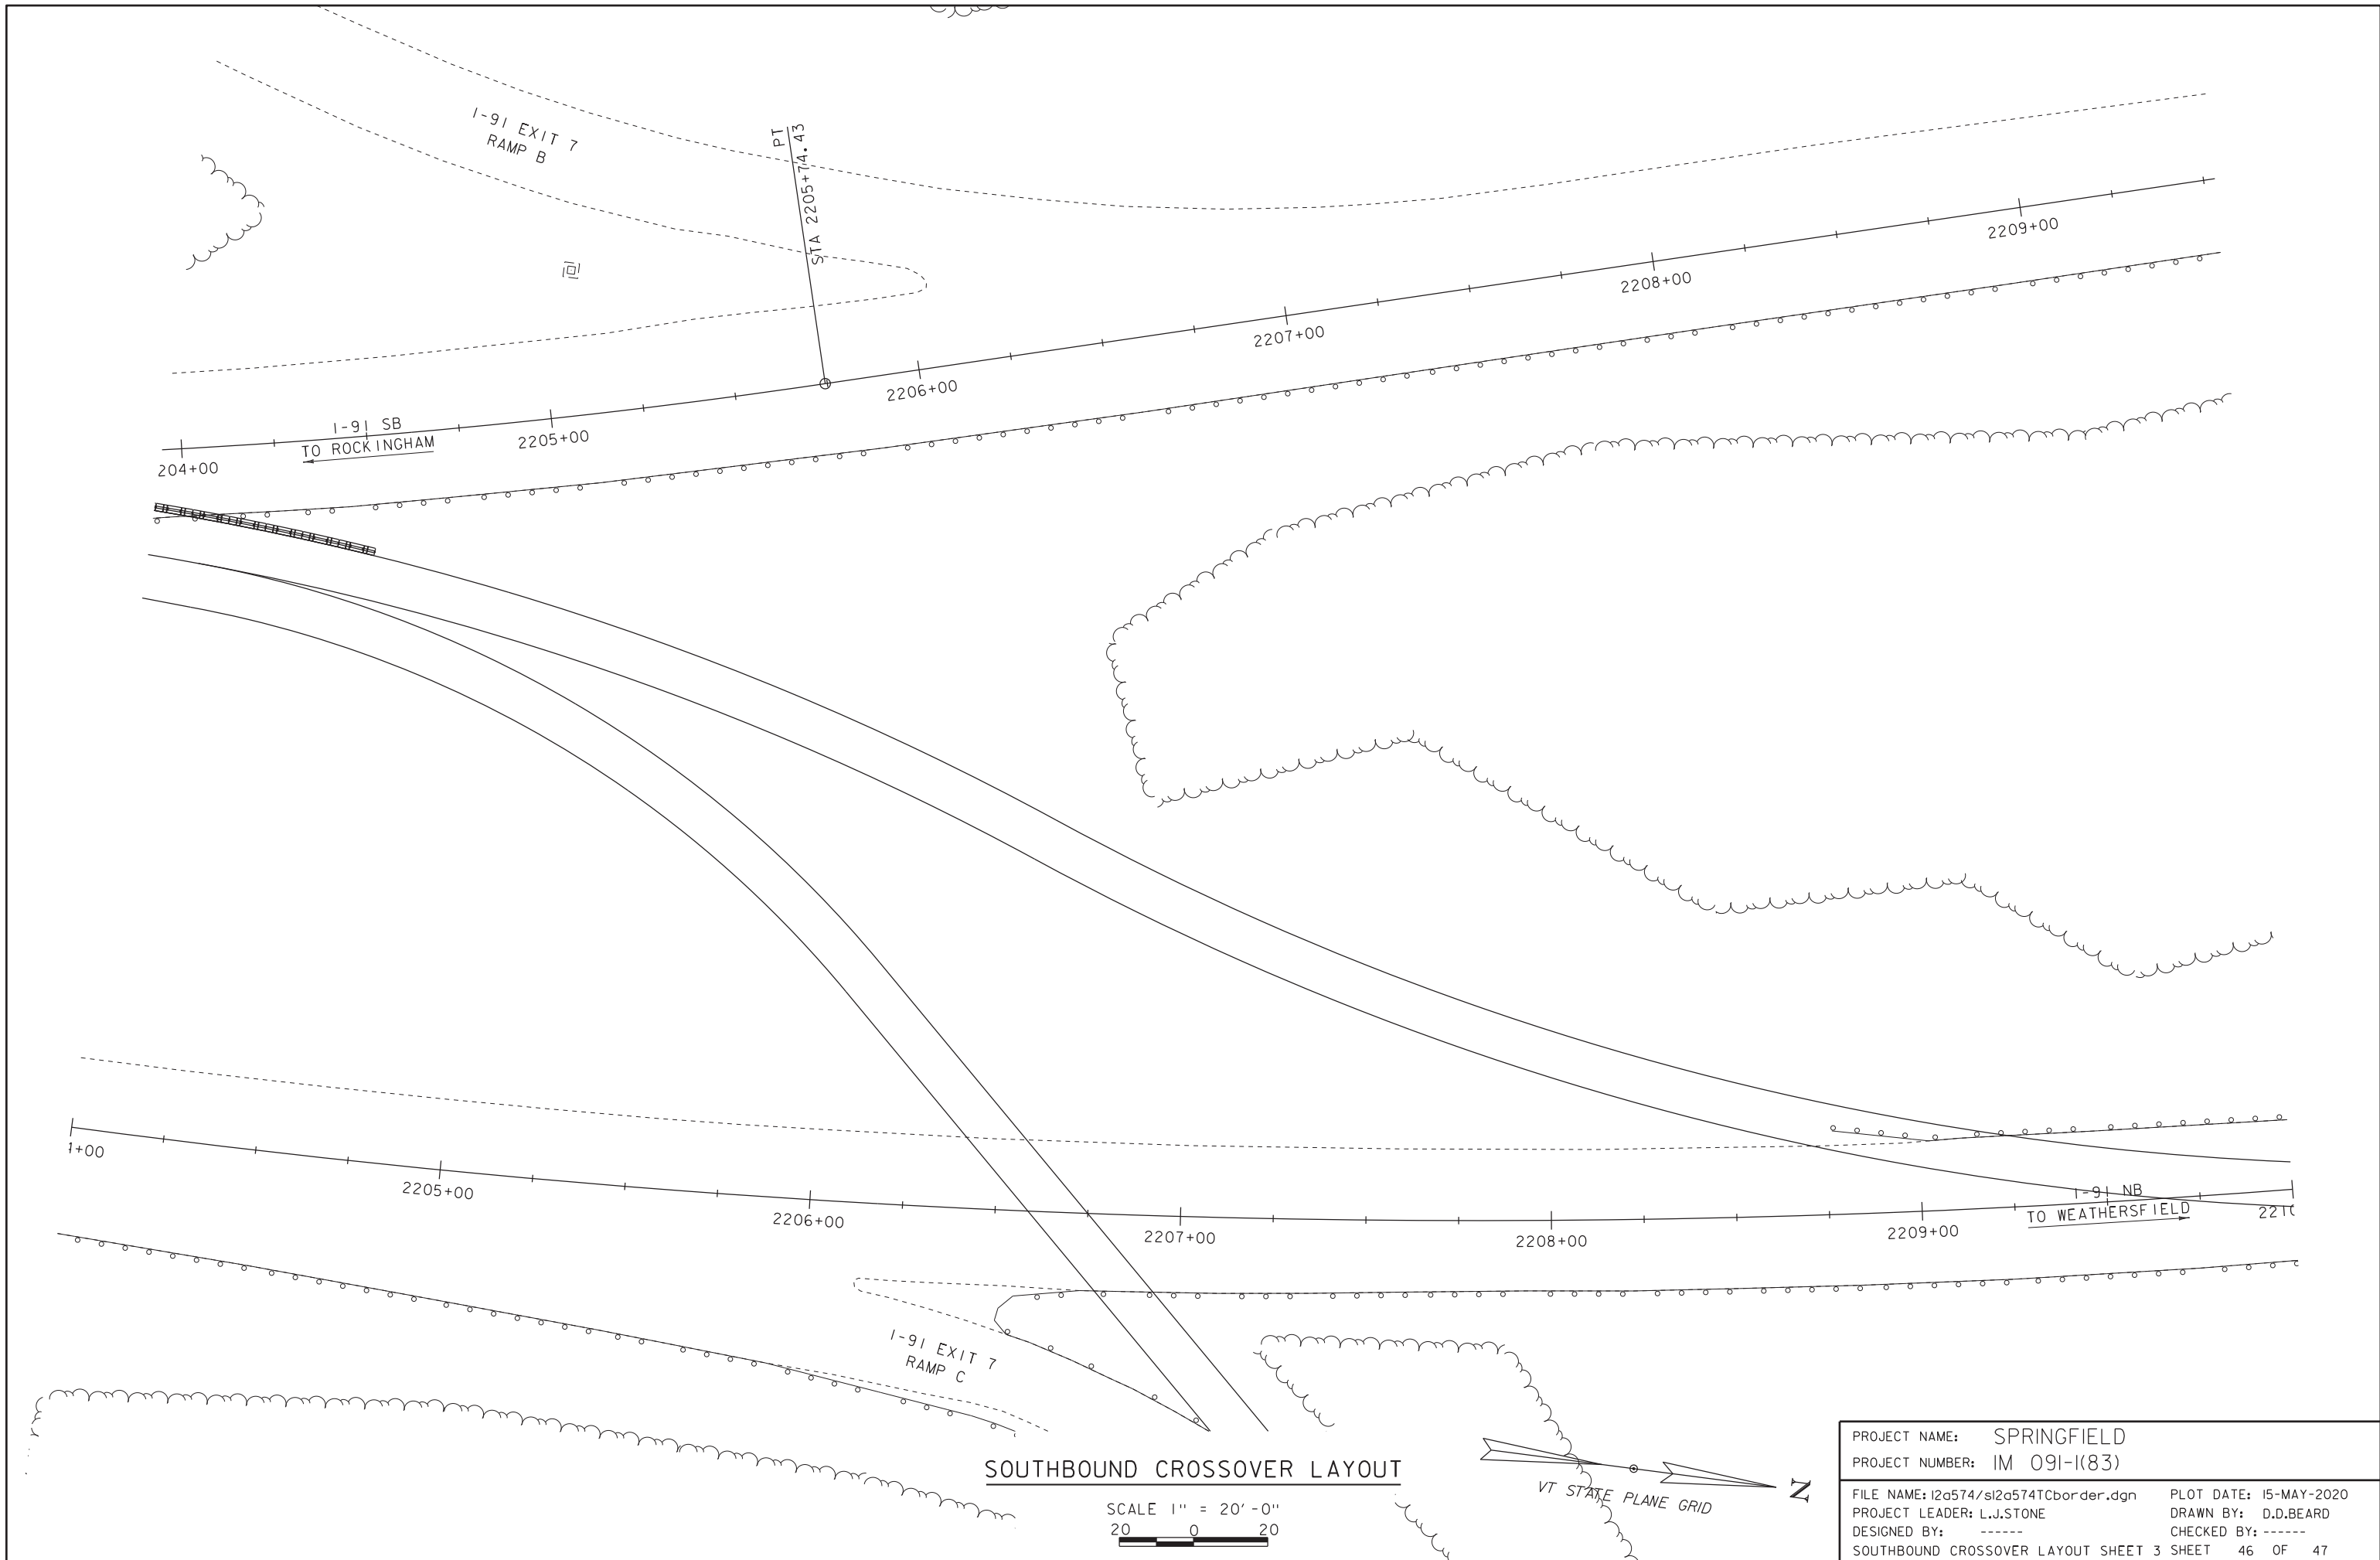 I-91 EXIT 7
RAMP B
PT
STA 2205+74.43
2209+00
2208+00
2207+00
2206+00
I-91 SB
TO ROCKINGHAM
2205+00
204+00
1+00
2205+00
2206+00
2207+00
2208+00
2209+00
I-91 NB
TO WEATHERSFIELD
221
I-91 EXIT 7
RAMP C
SOUTHBOUND CROSSOVER LAYOUT
SCALE 1" = 20'-0"
20 0 20
VT STATE PLANE GRID
N
PROJECT NAME: SPRINGFIELD
PROJECT NUMBER: IM 091-1(83)
FILE NAME: 12a574/s12a574TCborder.dgn PLOT DATE: 15-MAY-2020
PROJECT LEADER: L.J.STONE DRAWN BY: D.D.BEARD
DESIGNED BY: ------ CHECKED BY: ------
SOUTHBOUND CROSSOVER LAYOUT SHEET 3 SHEET 46 OF 47